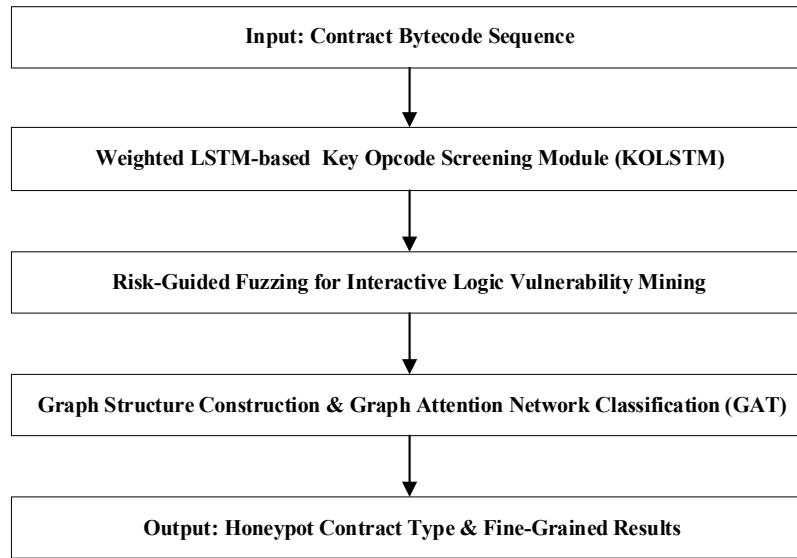 Input: Contract Bytecode Sequence
Weighted LSTM-based Key Opcode Screening Module (KOLSTM)
Risk-Guided Fuzzing for Interactive Logic Vulnerability Mining
Graph Structure Construction & Graph Attention Network Classification (GAT)
Output: Honeypot Contract Type & Fine-Grained Results